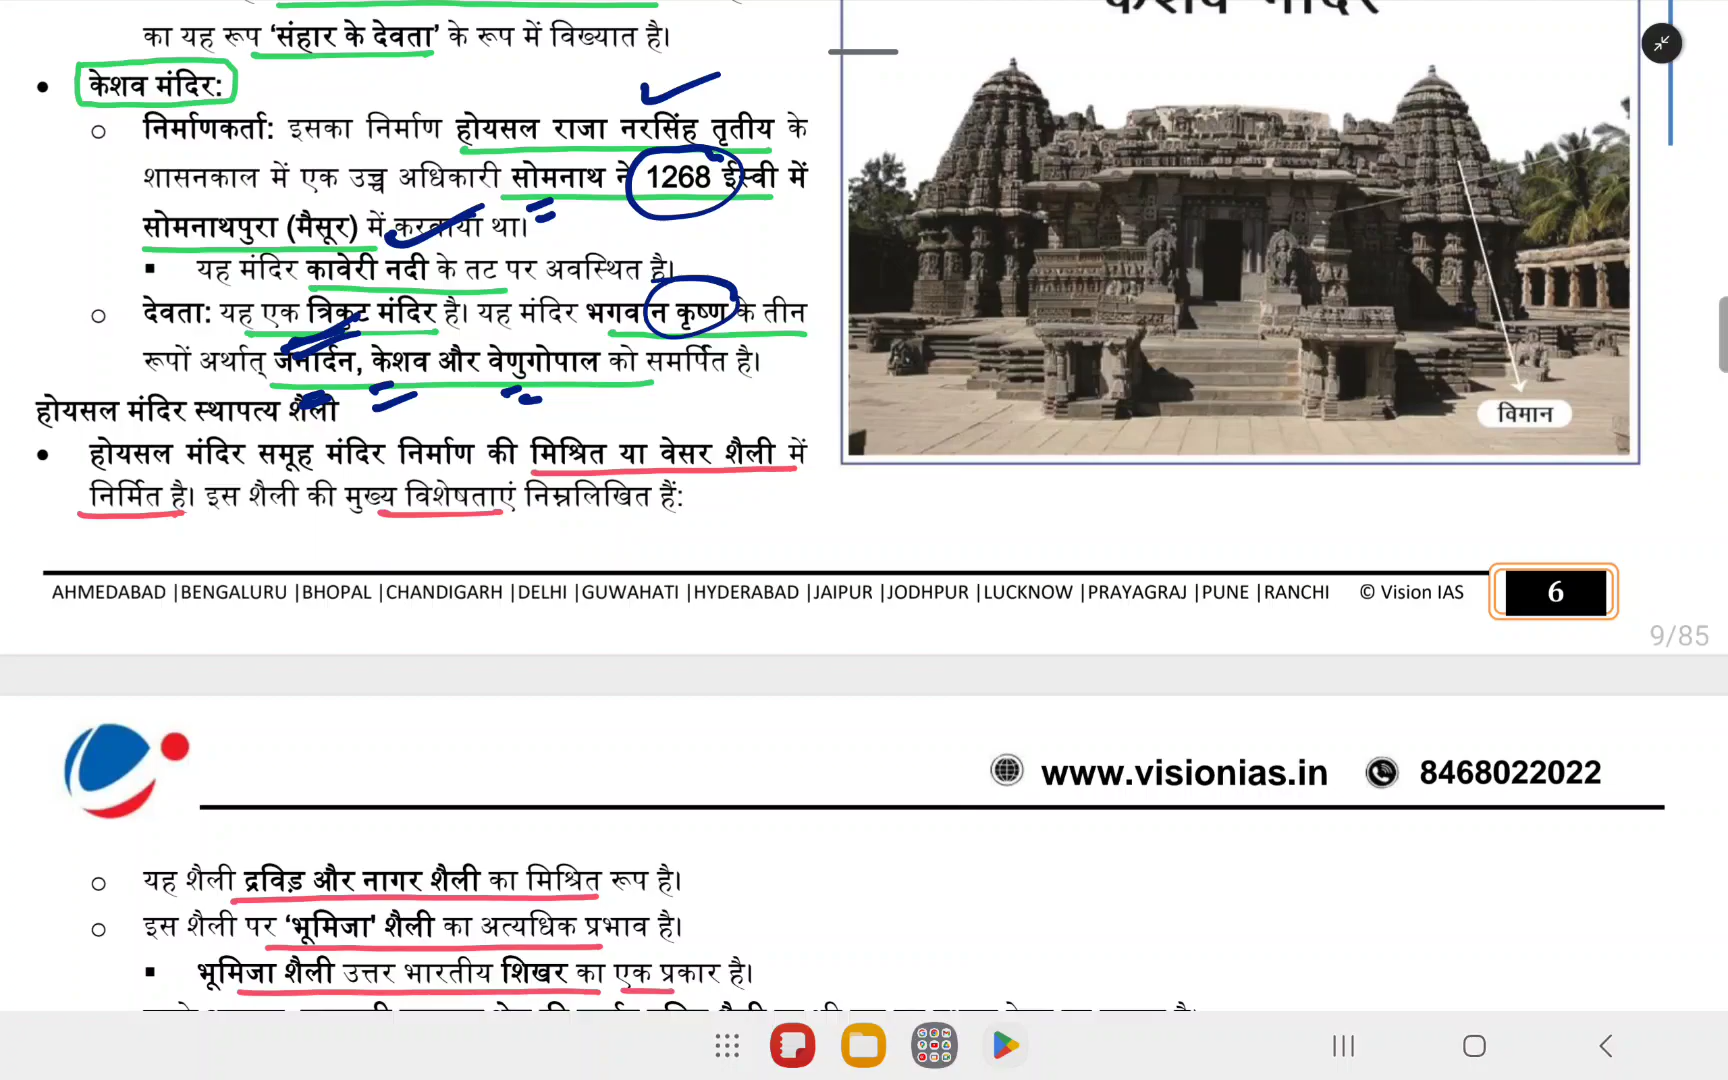 का यह रूप ‘संहार के देवता’ के रूप में विख्यात है।
• केशव मंदिर:
○ निर्माणकर्ता: इसका निर्माण होयसल राजा नरसिंह तृतीय के
शासनकाल में एक उच्च अधिकारी सोमनाथ ने 1268 ईस्वी में
सोमनाथपुरा (मैसूर) में करवाया था।
▪ यह मंदिर कावेरी नदी के तट पर अवस्थित है।
○ देवता: यह एक त्रिकूट मंदिर है। यह मंदिर भगवान कृष्ण के तीन
रूपों अर्थात् जनार्दन, केशव और वेणुगोपाल को समर्पित है।
होयसल मंदिर स्थापत्य शैली
• होयसल मंदिर समूह मंदिर निर्माण की मिश्रित या वेसर शैली में
निर्मित है। इस शैली की मुख्य विशेषताएं निम्नलिखित हैं:
केशव मंदिर
विमान
AHMEDABAD |BENGALURU |BHOPAL |CHANDIGARH |DELHI |GUWAHATI |HYDERABAD |JAIPUR |JODHPUR |LUCKNOW |PRAYAGRAJ |PUNE |RANCHI © Vision IAS
6
9/85
www.visionias.in 8468022022
○ यह शैली द्रविड़ और नागर शैली का मिश्रित रूप है।
○ इस शैली पर ‘भूमिजा' शैली का अत्यधिक प्रभाव है।
▪ भूमिजा शैली उत्तर भारतीय शिखर का एक प्रकार है।